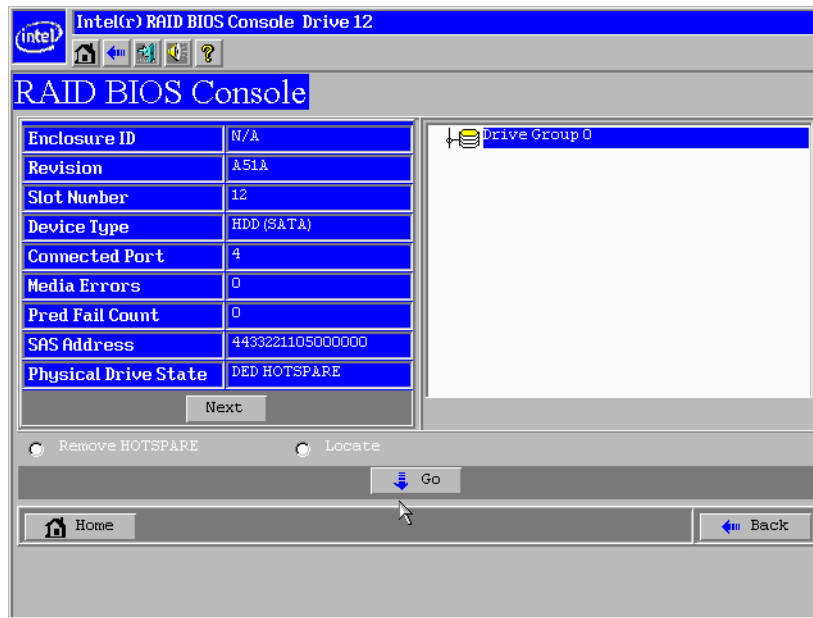 intel
Intel(r) RAID BIOS Console Drive 12
?
RAID BIOS Console
Enclosure ID N/A
Revision A51A
Slot Number 12
Device Type HDD (SATA)
Connected Port 4
Media Errors 0
Pred Fail Count 0
SAS Address 4433221105000000
Physical Drive State DED HOTSPARE
Next
Drive Group 0
Remove HOTSPARE Locate
Go
Home Back